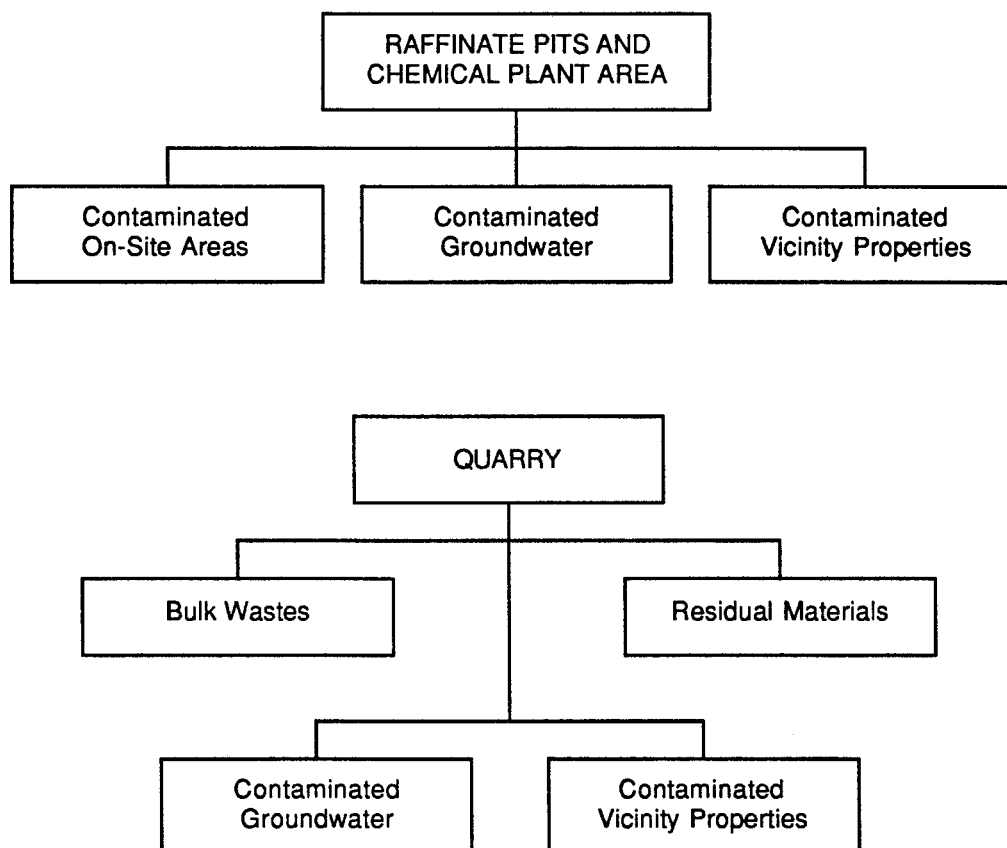 RAFFINATE PITS AND
CHEMICAL PLANT AREA
Contaminated
On-Site Areas
Contaminated
Groundwater
Contaminated
Vicinity Properties
QUARRY
Bulk Wastes
Residual Materials
Contaminated
Groundwater
Contaminated
Vicinity Properties